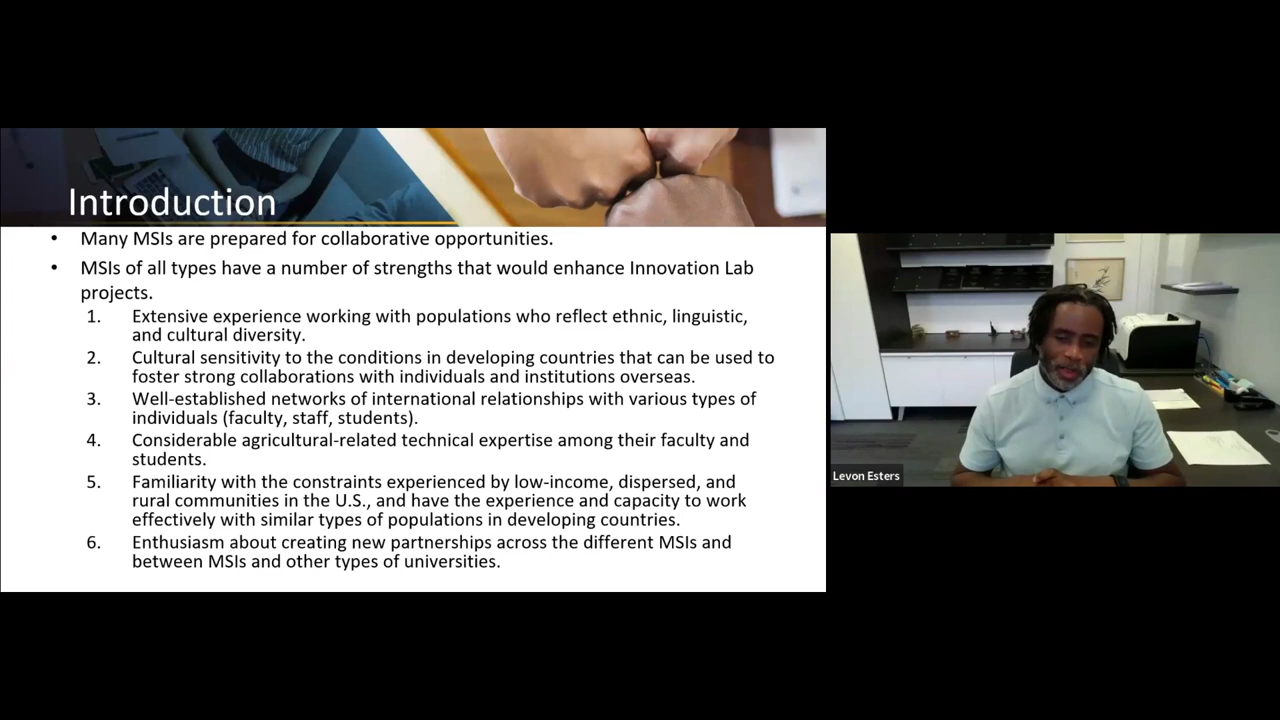 Introduction
• Many MSIs are prepared for collaborative opportunities.
• MSIs of all types have a number of strengths that would enhance Innovation Lab
projects.
1. Extensive experience working with populations who reflect ethnic, linguistic,
and cultural diversity.
2. Cultural sensitivity to the conditions in developing countries that can be used to
foster strong collaborations with individuals and institutions overseas.
3. Well-established networks of international relationships with various types of
individuals (faculty, staff, students).
4. Considerable agricultural-related technical expertise among their faculty and
students.
5. Familiarity with the constraints experienced by low-income, dispersed, and
rural communities in the U.S., and have the experience and capacity to work
effectively with similar types of populations in developing countries.
6. Enthusiasm about creating new partnerships across the different MSIs and
between MSIs and other types of universities.
Levon Esters